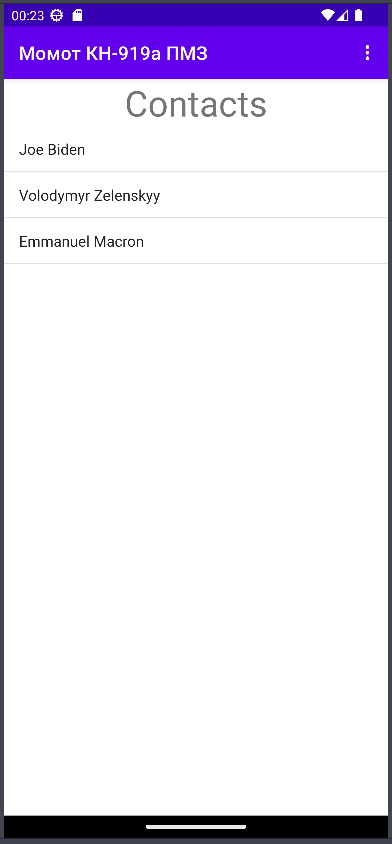 00:23
Момот КН-919а ПМЗ
Contacts
Joe Biden
Volodymyr Zelenskyy
Emmanuel Macron